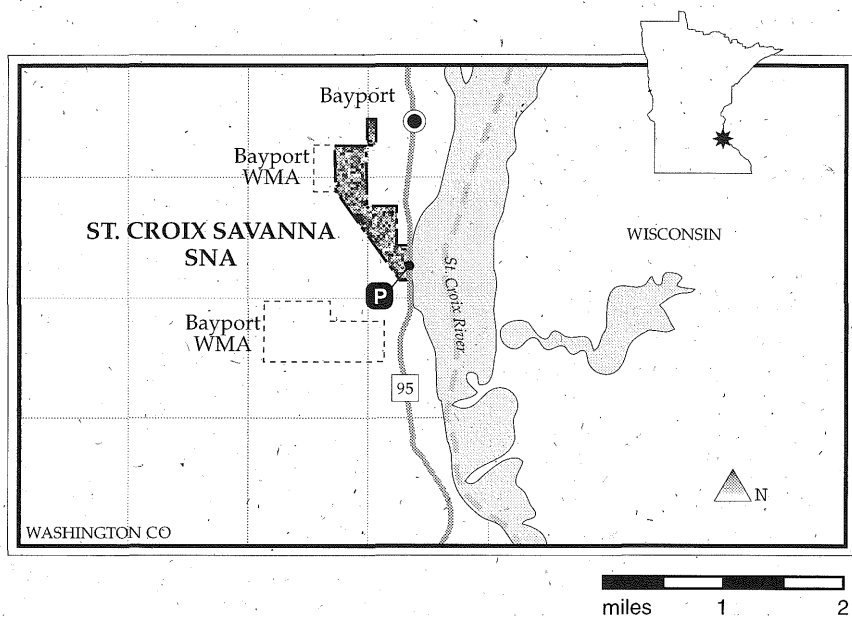 Bayport
Bayport
WMA
ST. CROIX SAVANNA
SNA
WISCONSIN
St. Croix River
P
Bayport
WMA
95
N
WASHINGTON CO
miles 1 2